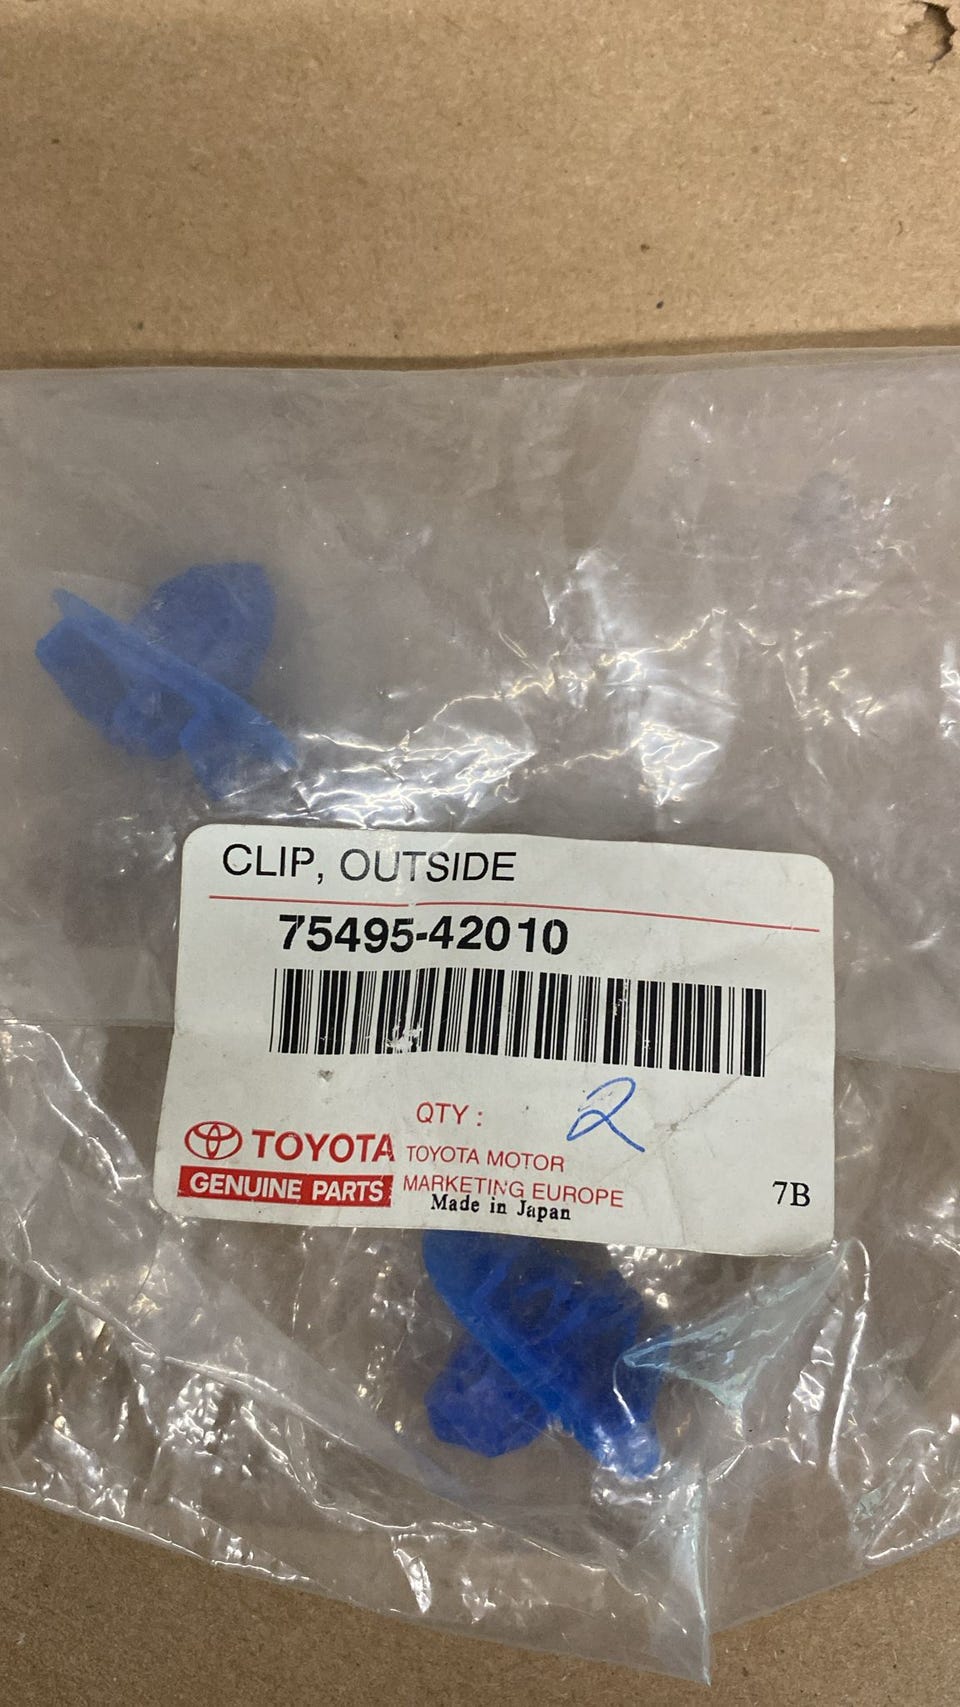 CLIP, OUTSIDE
75495-42010
QTY : 2
TOYOTA TOYOTA MOTOR
GENUINE PARTS MARKETING EUROPE
Made in Japan
7B